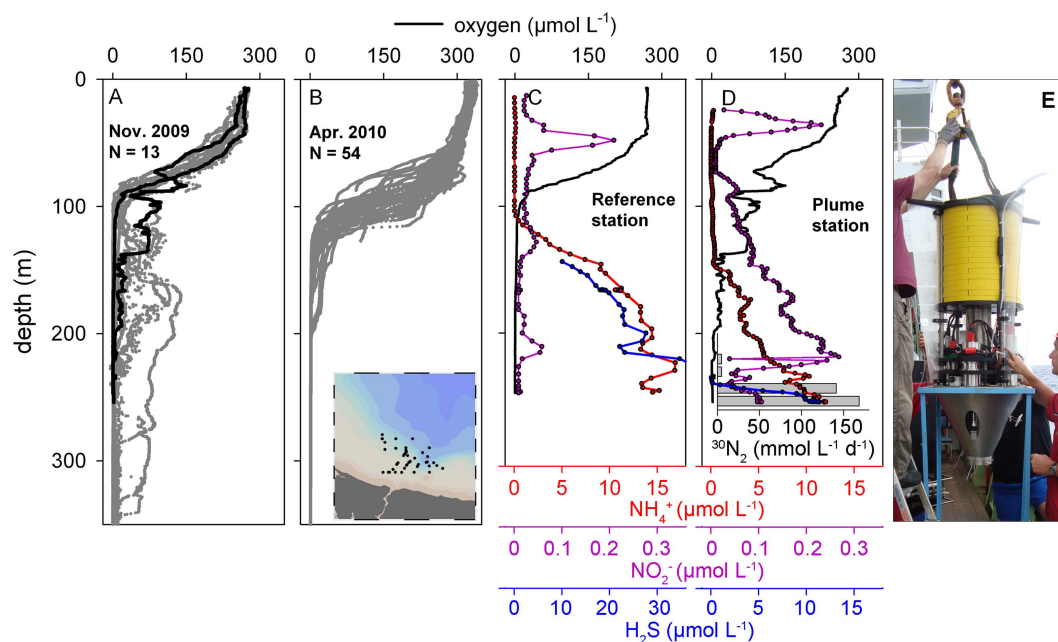 oxygen (µmol L⁻¹)
0 150 300 0 150 300 0 150 300 0 150 300
depth (m)
0
100
200
300
A
Nov. 2009
N = 13
B
Apr. 2010
N = 54
C
Reference
station
D
Plume
station
E
0 50 100 150
³⁰N₂ (mmol L⁻¹ d⁻¹)
0 5 10 15 0 5 10 15
NH₄⁺ (µmol L⁻¹)
0 0.1 0.2 0.3 0 0.1 0.2 0.3
NO₂⁻ (µmol L⁻¹)
0 10 20 30 0 5 10 15
H₂S (µmol L⁻¹)